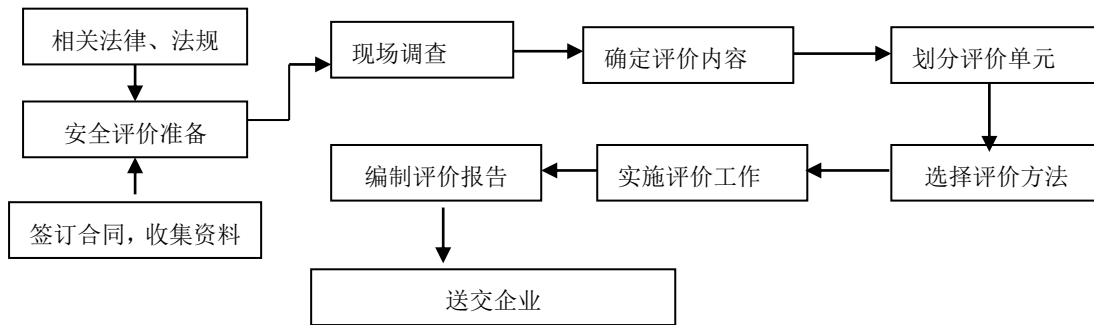 相关法律、法规
安全评价准备
签订合同，收集资料
现场调查
确定评价内容
划分评价单元
选择评价方法
实施评价工作
编制评价报告
送交企业